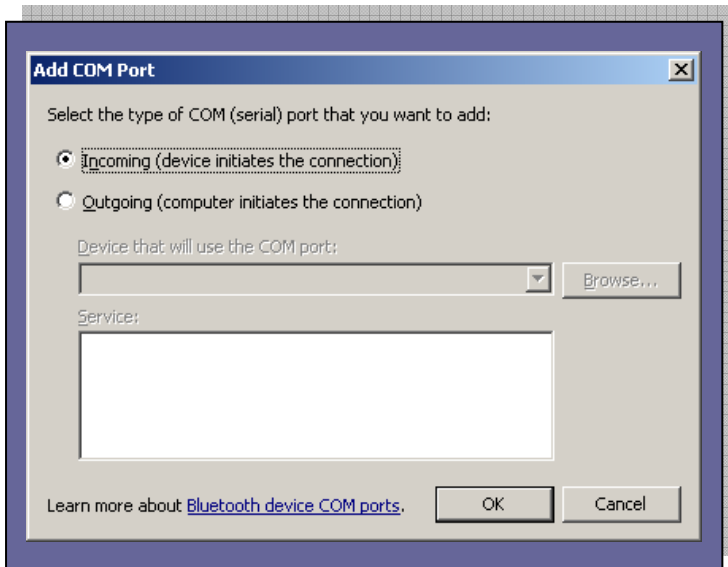 Add COM Port
Select the type of COM (serial) port that you want to add:
Incoming (device initiates the connection)
Outgoing (computer initiates the connection)
Device that will use the COM port:
Browse...
Service:
Learn more about Bluetooth device COM ports.
OK
Cancel